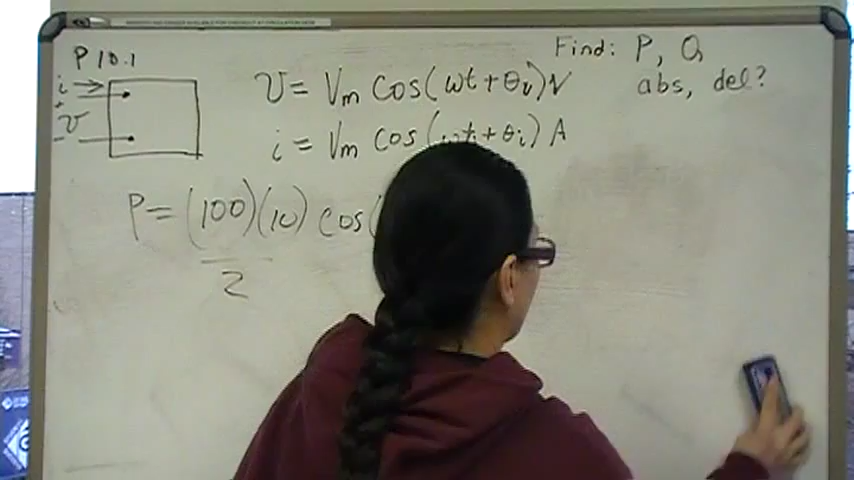 P 10.1
Find: P, Q
abs, del?
i
+
v
-
v = Vm Cos(ωt + θv) V
i = Vm Cos(ωt + θi) A
P = (100)(10) cos(
2